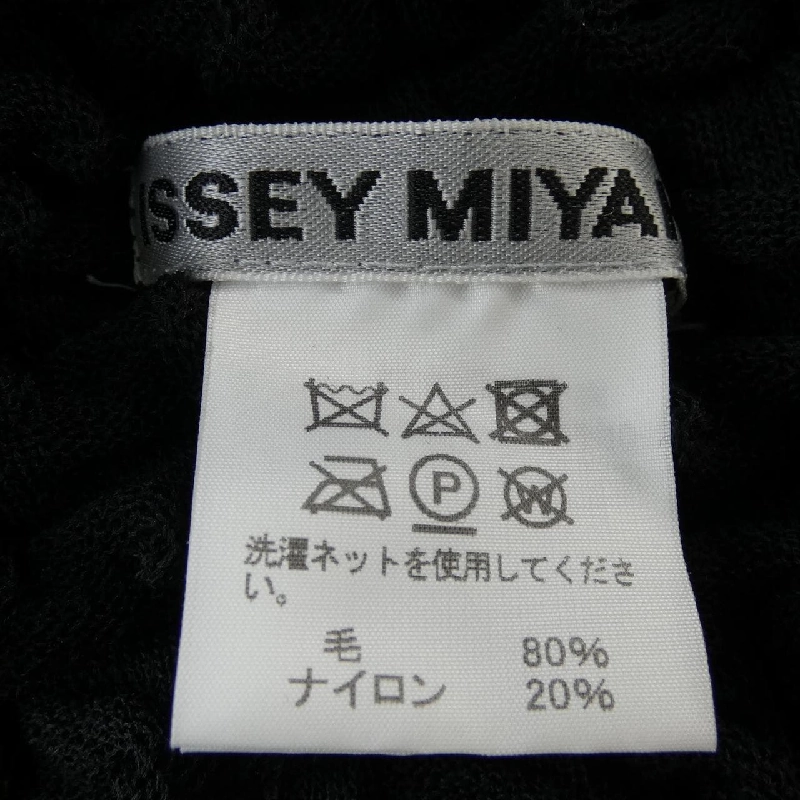 ISSEY MIYA
P
W
洗濯ネットを使用してくださ
い。
毛 80%
ナイロン 20%